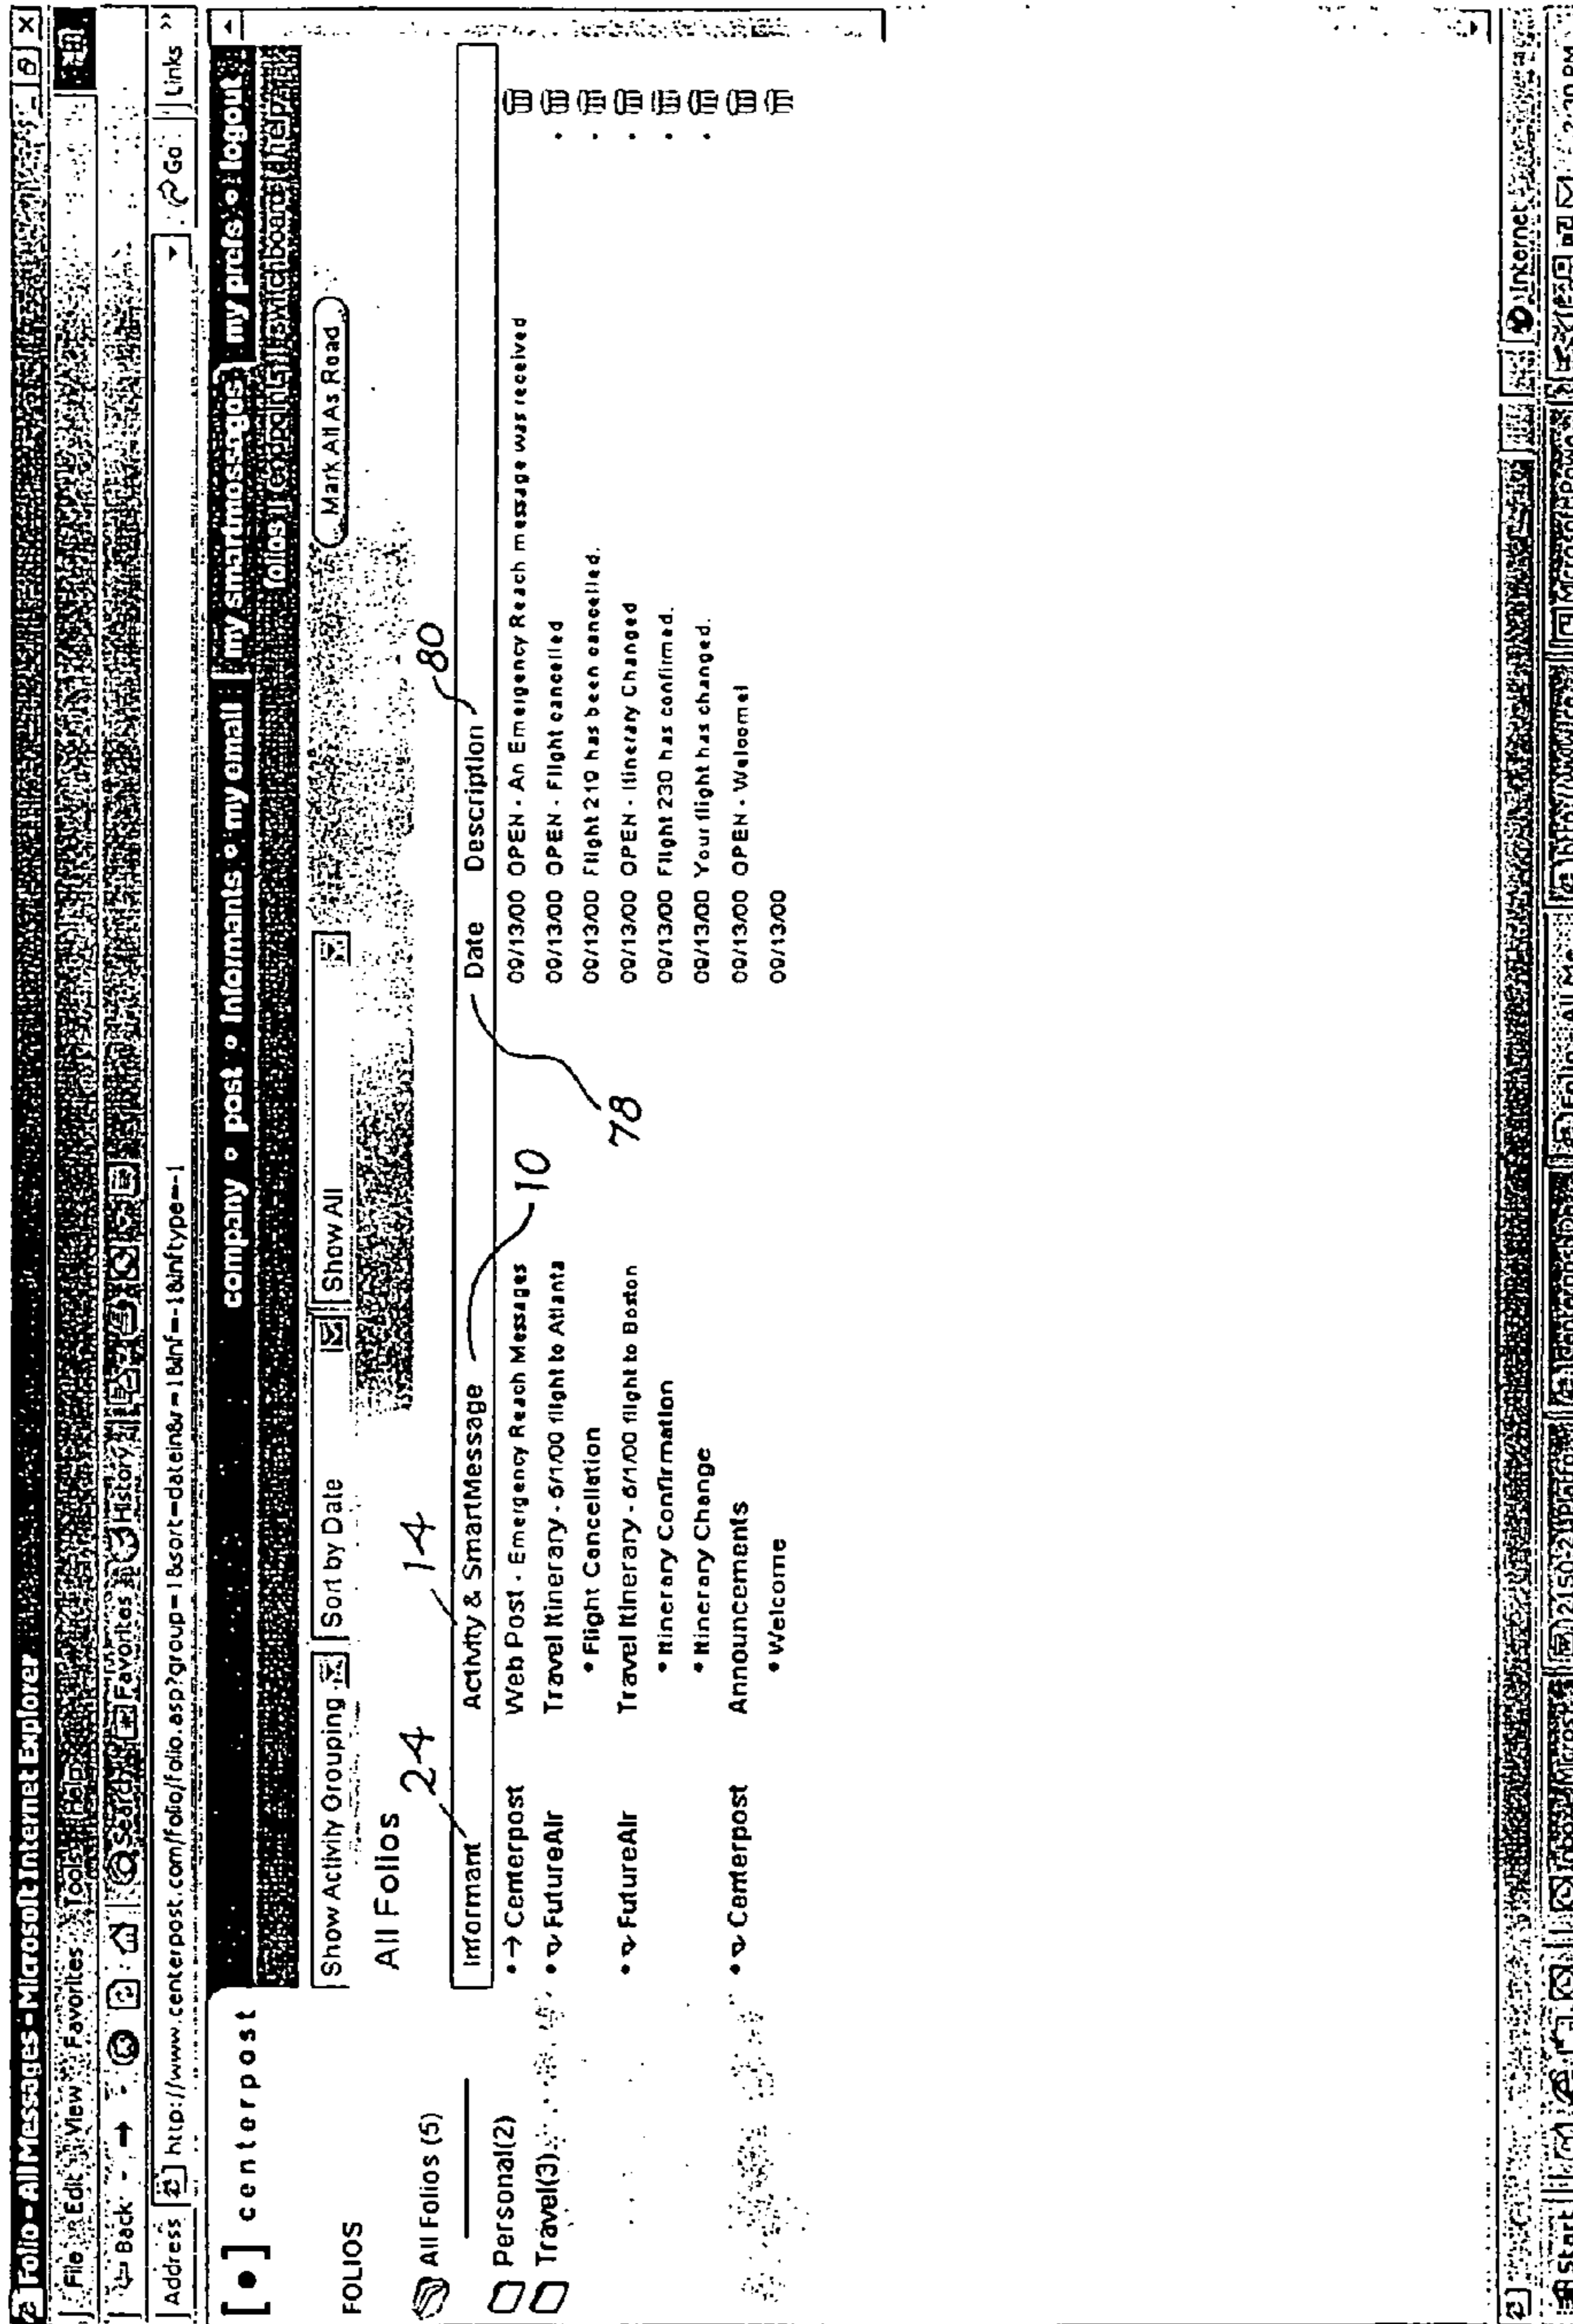 Folio - All Messages - Microsoft Internet Explorer
File Edit View Favorites Tools Help
Back Search Favorites History
Address http://www.centerpost.com/folio/folio.asp?group=1&sort=datein&v=1&inf=-1&inftype=-1 Go Links »
[•] centerpost company • post • informants • my email my smartmessages my prefs • logout
folios switchboard help
FOLIOS Show Activity Grouping Sort by Date Show All Mark All As Read
All Folios
All Folios (5) 24 14 10 78 80
Informant Activity & SmartMessage Date Description
Personal(2) • → Centerpost Web Post - Emergency Reach Messages 09/13/00 OPEN - An Emergency Reach message was received
Travel(3) • FutureAir Travel Itinerary - 5/1/00 flight to Atlanta 09/13/00 OPEN - Flight cancelled
• Flight Cancellation 09/13/00 Flight 219 has been cancelled.
• FutureAir Travel Itinerary - 6/1/00 flight to Boston 09/13/00 OPEN - Itinerary Changed
• Itinerary Confirmation 09/13/00 Flight 230 has confirmed.
• Itinerary Change 09/13/00 Your flight has changed.
• Centerpost Announcements 09/13/00 OPEN - Welcome!
• Welcome 09/13/00
Internet
Start